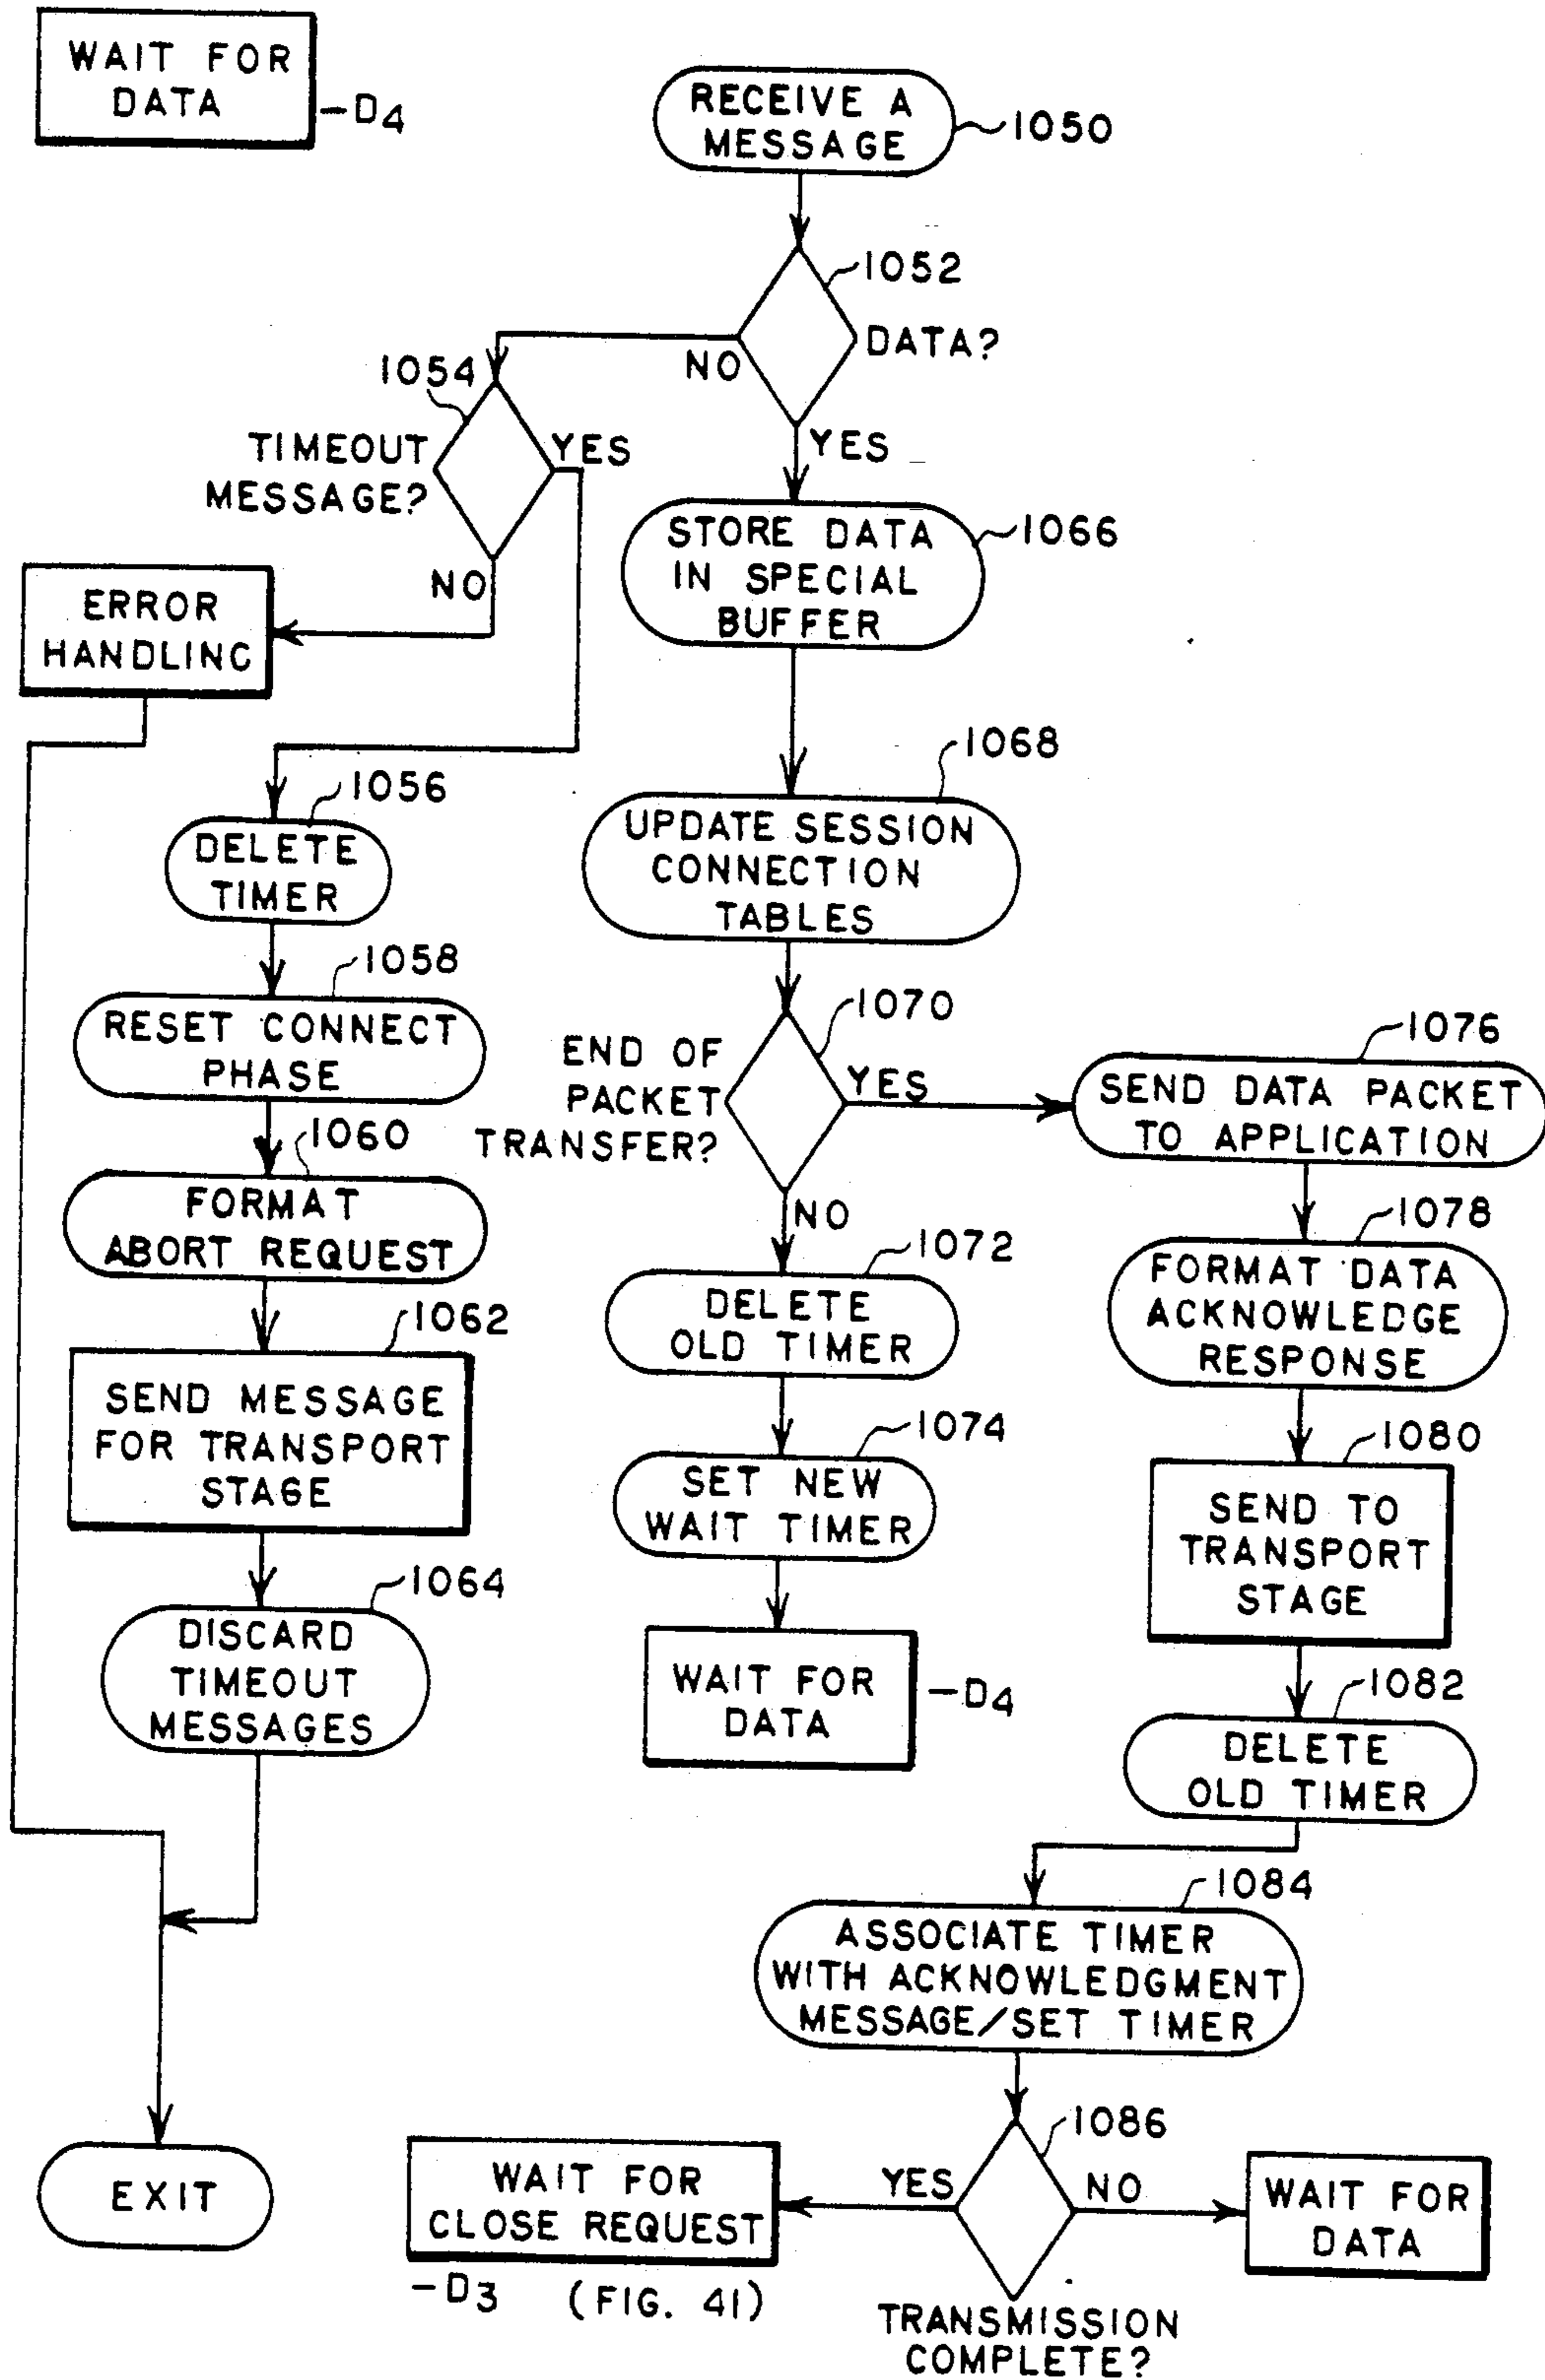 WAIT FOR
DATA
-D4
RECEIVE A
MESSAGE
1050
1052
DATA?
NO
YES
1054
TIMEOUT
MESSAGE?
YES
NO
ERROR
HANDLING
STORE DATA
IN SPECIAL
BUFFER
1066
1068
UPDATE SESSION
CONNECTION
TABLES
1056
DELETE
TIMER
1058
RESET CONNECT
PHASE
1060
FORMAT
ABORT REQUEST
1062
SEND MESSAGE
FOR TRANSPORT
STAGE
1064
DISCARD
TIMEOUT
MESSAGES
EXIT
1070
END OF
PACKET
TRANSFER?
YES
NO
1072
DELETE
OLD TIMER
1074
SET NEW
WAIT TIMER
WAIT FOR
DATA
-D4
1076
SEND DATA PACKET
TO APPLICATION
1078
FORMAT DATA
ACKNOWLEDGE
RESPONSE
1080
SEND TO
TRANSPORT
STAGE
1082
DELETE
OLD TIMER
1084
ASSOCIATE TIMER
WITH ACKNOWLEDGMENT
MESSAGE/SET TIMER
1086
YES
NO
TRANSMISSION
COMPLETE?
WAIT FOR
CLOSE REQUEST
-D3 (FIG. 41)
WAIT FOR
DATA